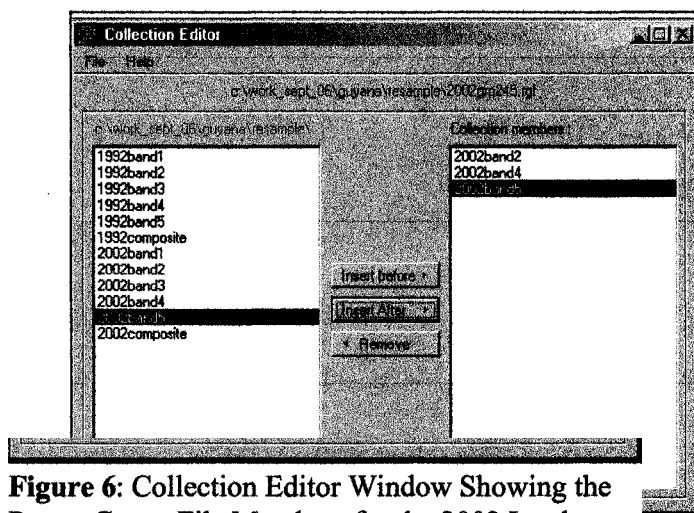 Collection Editor
File Help
c:\work_sept_06\guyana\resample\2002grp245.rgf
c:\work_sept_06\guyana\resample\
Collection members:
1992band1
1992band2
1992band3
1992band4
1992band5
1992composite
2002band1
2002band2
2002band3
2002band4
2002band5
2002composite
Insert before
Insert After
Remove
2002band2
2002band4
2002band5
Figure 6: Collection Editor Window Showing the